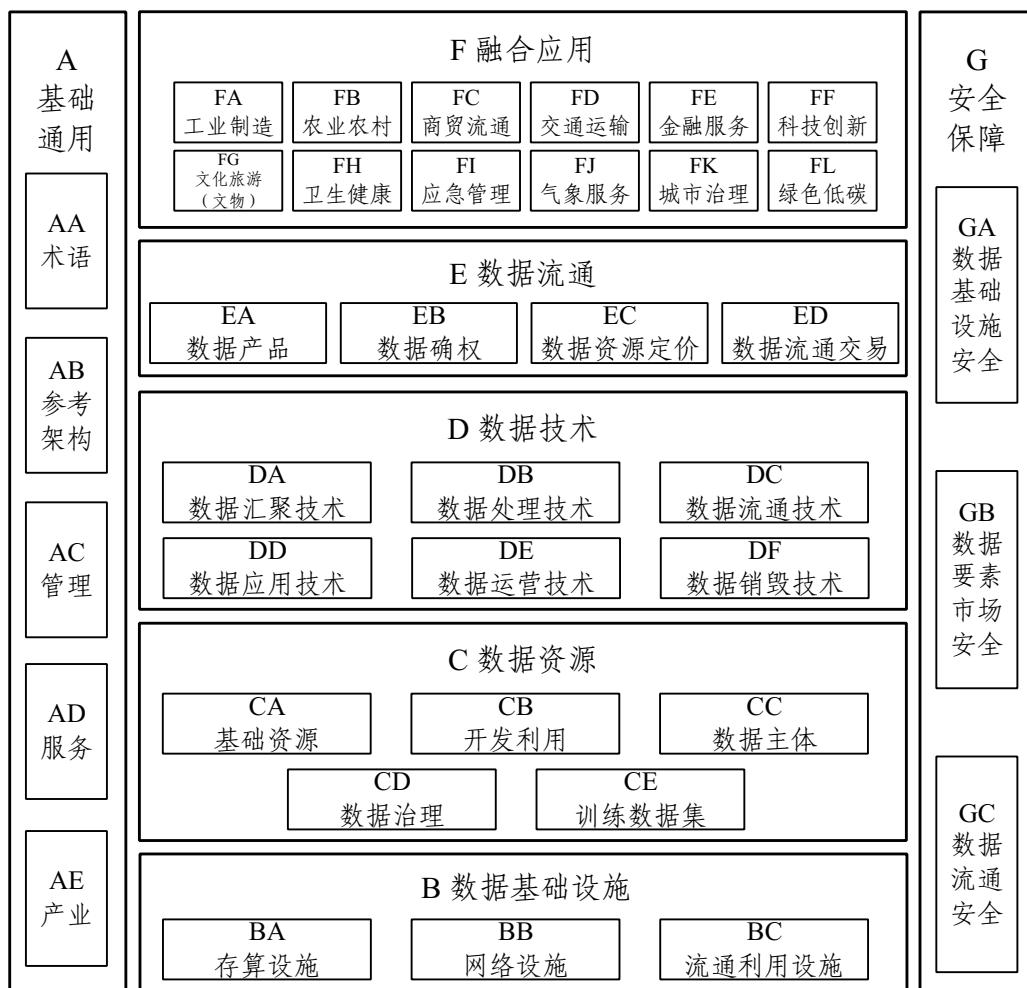 A
基础
通用
AA
术语
AB
参考
架构
AC
管理
AD
服务
AE
产业
F 融合应用
FA
工业制造
FB
农业农村
FC
商贸流通
FD
交通运输
FE
金融服务
FF
科技创新
FG
文化旅游
(文物)
FH
卫生健康
FI
应急管理
FJ
气象服务
FK
城市治理
FL
绿色低碳
E 数据流通
EA
数据产品
EB
数据确权
EC
数据资源定价
ED
数据流通交易
D 数据技术
DA
数据汇聚技术
DB
数据处理技术
DC
数据流通技术
DD
数据应用技术
DE
数据运营技术
DF
数据销毁技术
C 数据资源
CA
基础资源
CB
开发利用
CC
数据主体
CD
数据治理
CE
训练数据集
B 数据基础设施
BA
存算设施
BB
网络设施
BC
流通利用设施
G
安全
保障
GA
数据
基础
设施
安全
GB
数据
要素
市场
安全
GC
数据
流通
安全